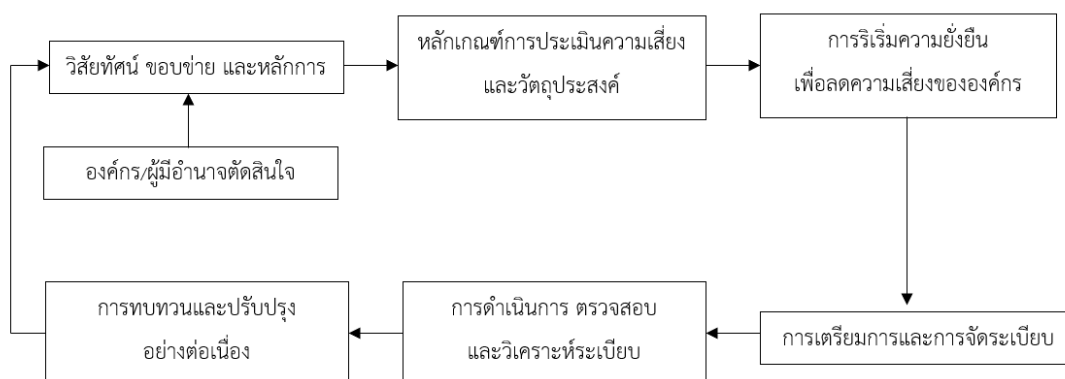 วิสัยทัศน์ ขอบข่าย และหลักการ
หลักเกณฑ์การประเมินความเสี่ยง
และวัตถุประสงค์
การริเริ่มความยั่งยืน
เพื่อลดความเสี่ยงขององค์กร
องค์กร/ผู้มีอำนาจตัดสินใจ
การทบทวนและปรับปรุง
อย่างต่อเนื่อง
การดำเนินการ ตรวจสอบ
และวิเคราะห์ระเบียบ
การเตรียมการและการจัดระเบียบ